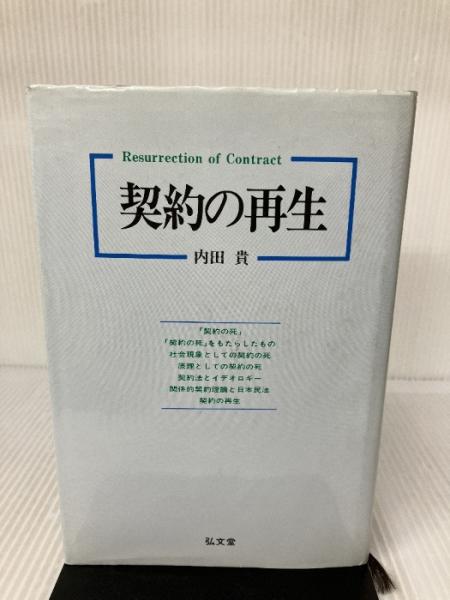 Resurrection of Contract
契約の再生
内田 貴
「契約の死」
「契約の死」をもたらしたもの
社会現象としての契約の死
原理としての契約の死
契約法とイデオロギー
関係的契約理論と日本民法
契約の再生
弘文堂